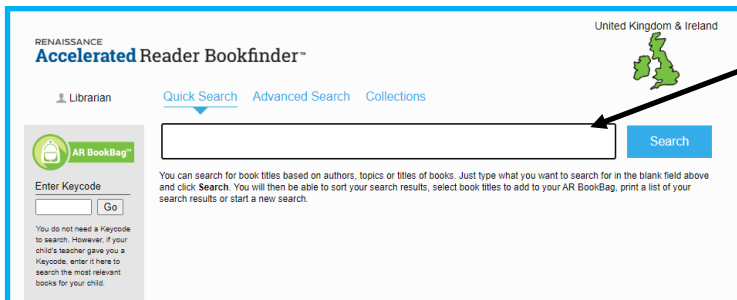 United Kingdom & Ireland
RENAISSANCE
Accelerated Reader Bookfinder™
Librarian
Quick Search Advanced Search Collections
Search
AR BookBag™
You can search for book titles based on authors, topics or titles of books. Just type what you want to search for in the blank field above
and click Search. You will then be able to sort your search results, select book titles to add to your AR BookBag, print a list of your
search results or start a new search.
Enter Keycode
Go
You do not need a Keycode
to search. However, if your
child's teacher gave you a
Keycode, enter it here to
search the most relevant
books for your child.